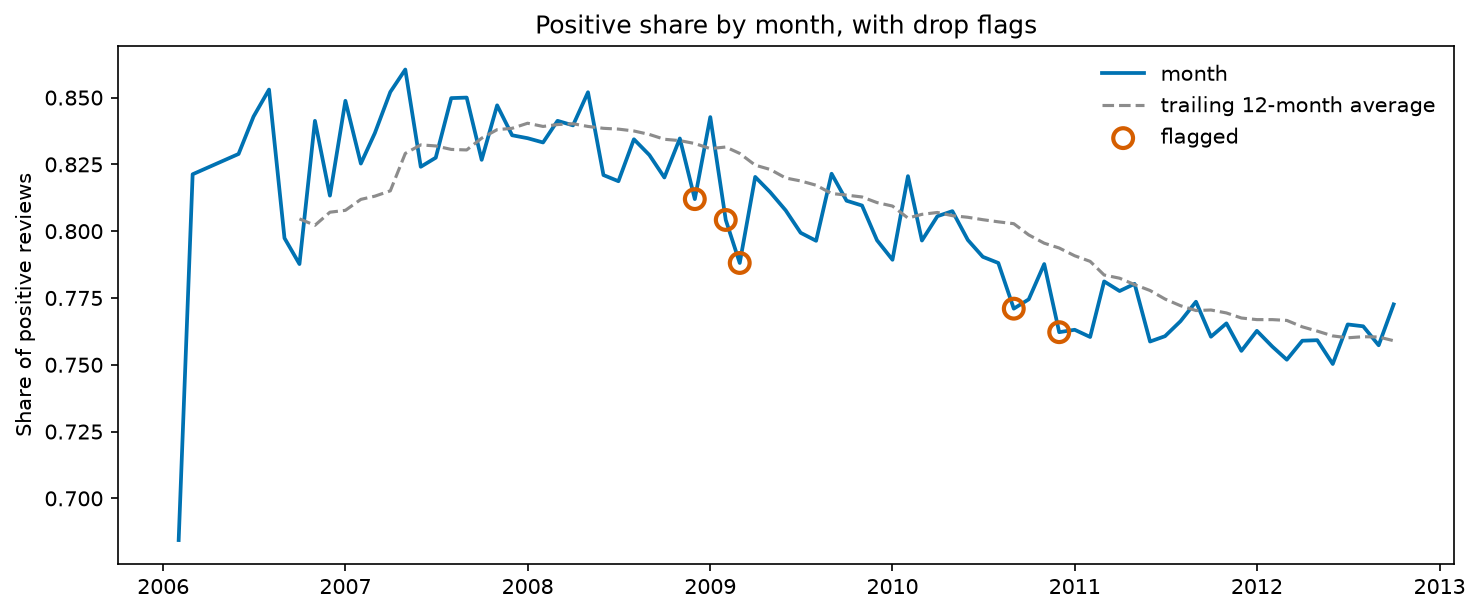 Positive share by month, with drop flags
Share of positive reviews
0.850
0.825
0.800
0.775
0.750
0.725
0.700
month
trailing 12-month average
flagged
2006 2007 2008 2009 2010 2011 2012 2013